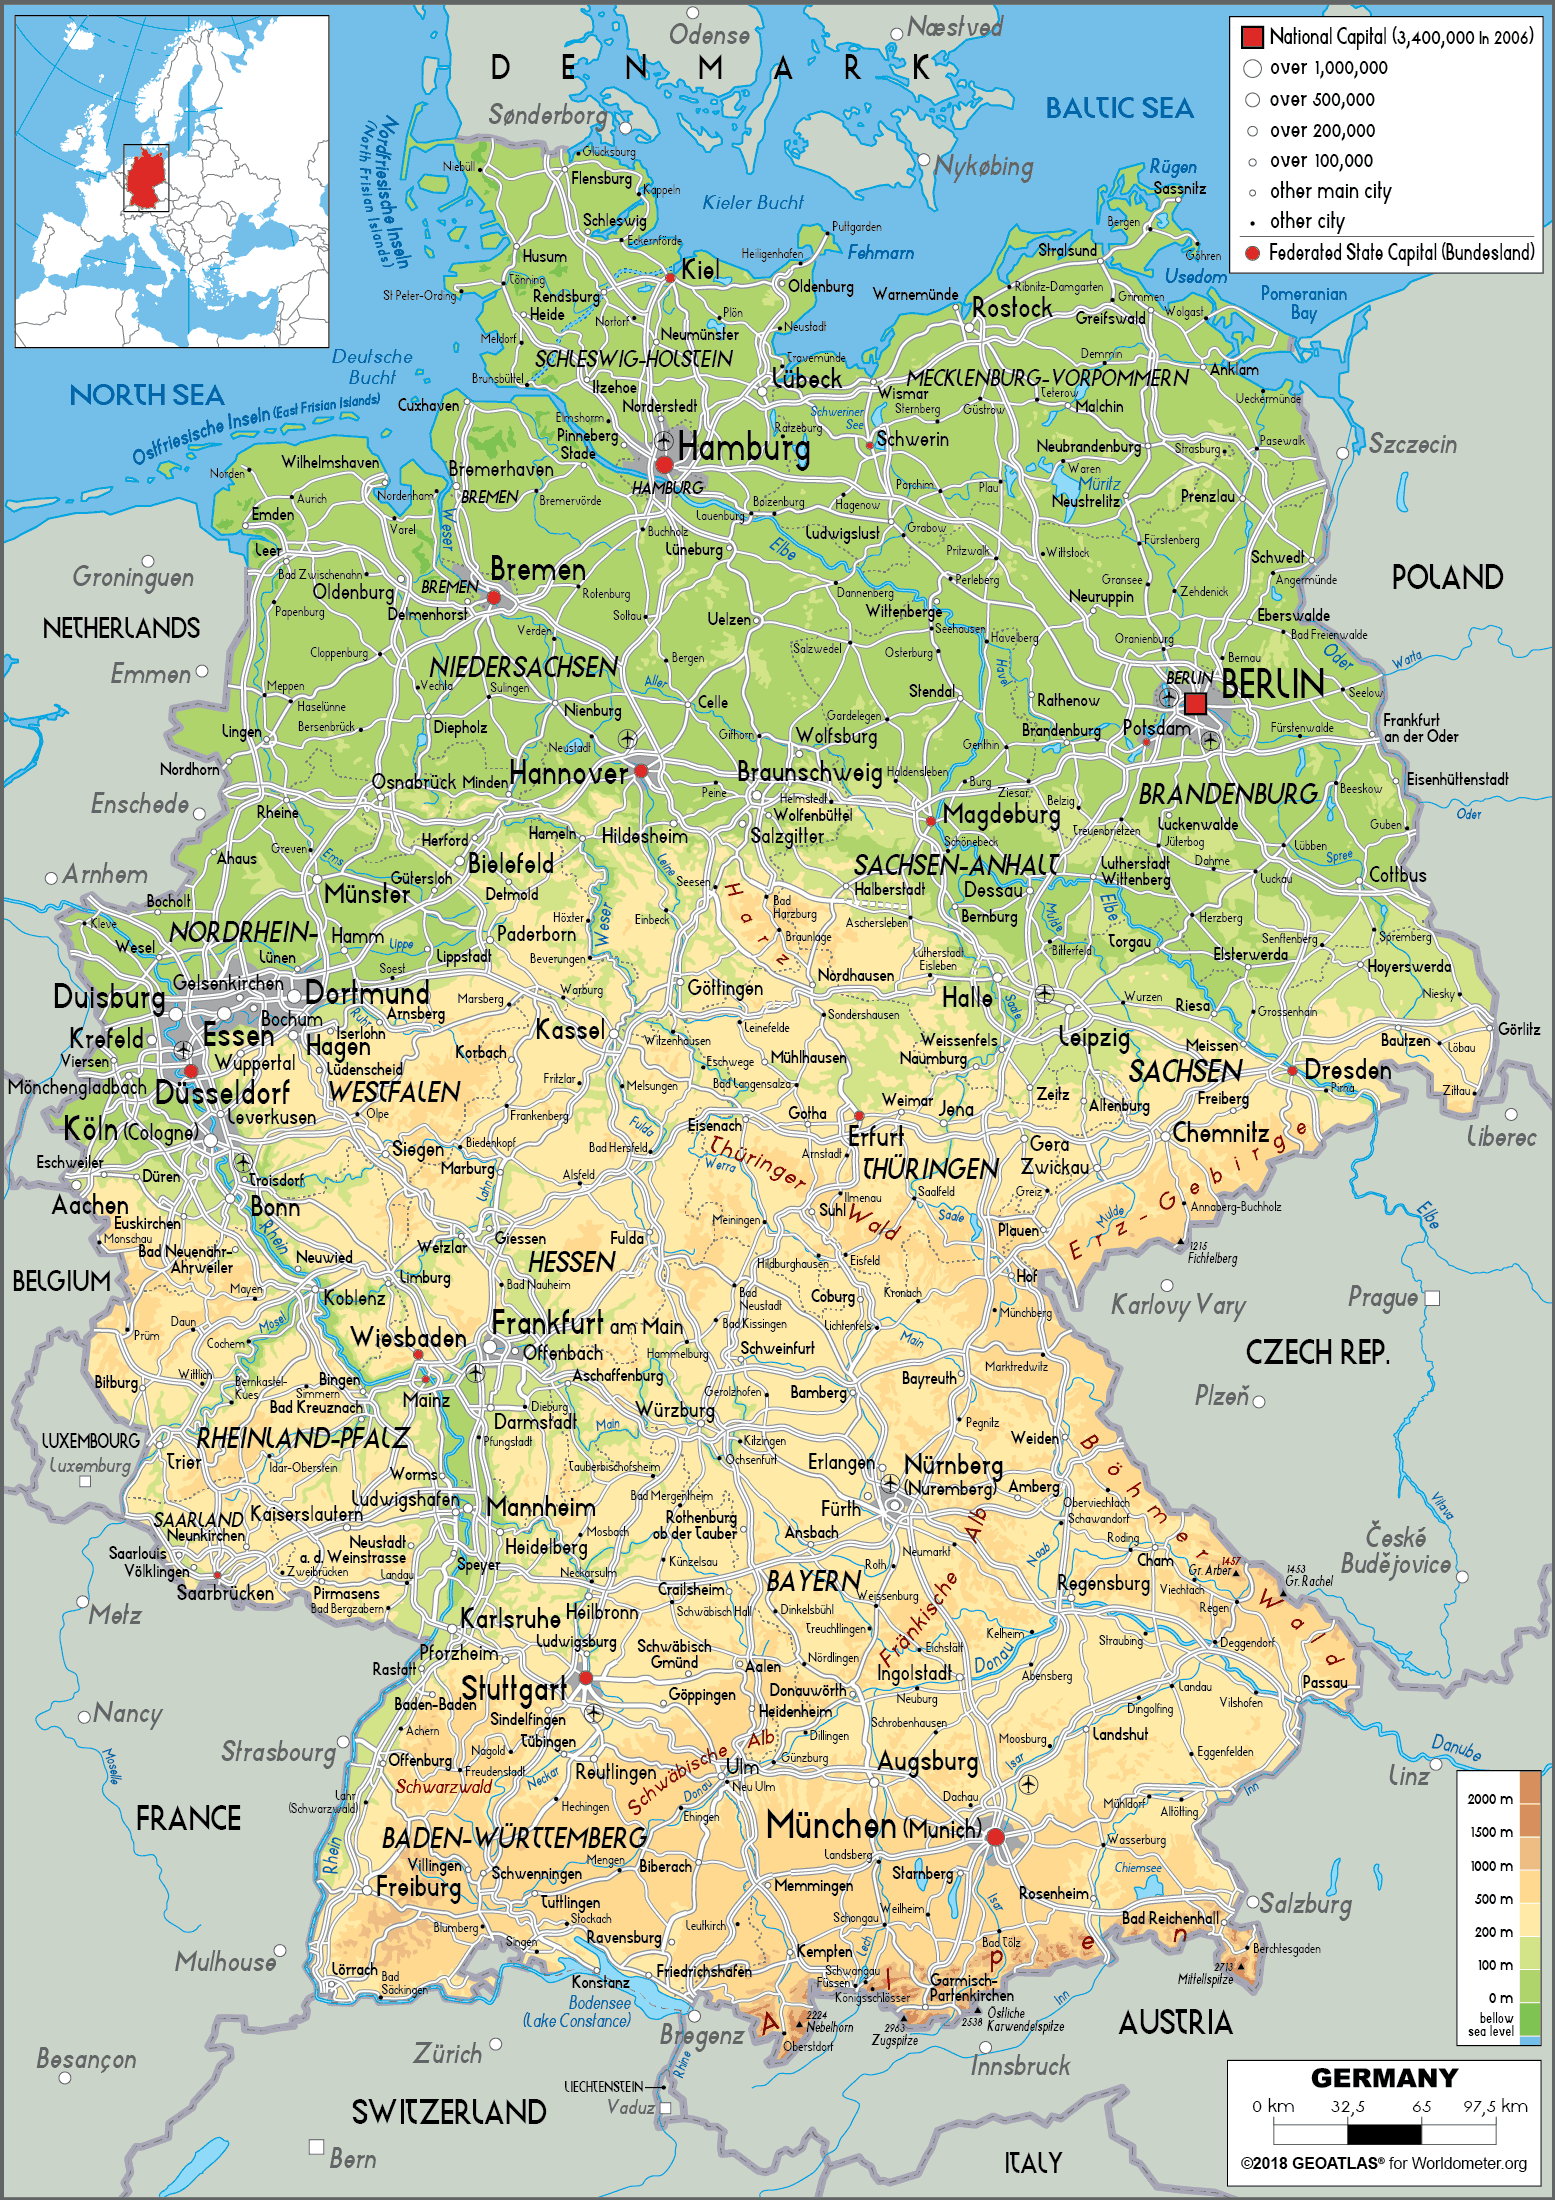 Odense
Næstved
DENMARK
Sønderborg
BALTIC SEA
Nykøbing
National Capital (3,400,000 In 2006)
over 1,000,000
over 500,000
over 200,000
over 100,000
other main city
other city
Federated State Capital (Bundesland)
Nordfriesische Inseln
(North Frisian Islands)
Niebüll
Glücksburg
Flensburg
Kappeln
Schleswig
Eckernförde
Kieler Bucht
Rügen
Sassnitz
Bergen
Göhren
Puttgarden
Fehmarn
Heiligenhafen
Stralsund
Usedom
Husum
Tönning
St Peter-Ording
Kiel
Oldenburg
Warnemünde
Ribnitz-Damgarten
Grimmen
Greifswald
Wolgast
Pomeranian
Bay
Rendsburg
Heide
Nortorf
Plön
Neumünster
Neustadt
Rostock
Meldorf
Deutsche
Bucht
SCHLESWIG-HOLSTEIN
Travemünde
Demmin
Anklam
Brunsbüttel
Itzehoe
Lübeck
MECKLENBURG-VORPOMMERN
Wismar
Teterow
Malchin
Ueckermünde
NORTH SEA
Ostfriesische Inseln (East Frisian Islands)
Cuxhaven
Elmshorn
Norderstedt
Pinneberg
Stade
Ratzeburg
Schweriner
See
Sternberg
Güstrow
Schwerin
Hamburg
HAMBURG
Neubrandenburg
Strasburg
Pasewalk
Szczecin
Norden
Wilhelmshaven
Bremerhaven
BREMEN
Bremervörde
Nordenham
Aurich
Waren
Müritz
Neustrelitz
Prenzlau
Parchim
Plau
Emden
Varel
Weser
Lauenburg
Boizenburg
Hagenow
Ludwigslust
Grabow
Buchholz
Lüneburg
Elbe
Pritzwalk
Wittstock
Fürstenberg
Schwedt
Angermünde
Groninguen
Leer
Bad Zwischenahn
Oldenburg
BREMEN
Bremen
Delmenhorst
Rotenburg
Papenburg
Soltau
Dannenberg
Perleberg
Gransee
Zehdenick
Neuruppin
POLAND
NETHERLANDS
Emmen
Cloppenburg
Verden
Uelzen
Wittenberge
Seehausen
Havelberg
Oranienburg
Eberswalde
Bad Freienwalde
Oder
Warta
NIEDERSACHSEN
Bergen
Salzwedel
Osterburg
Havel
Bernau
Meppen
Haselünne
Vechta
Sulingen
Aller
Celle
Stendal
Rathenow
BERLIN
BERLIN
Seelow
Lingen
Bersenbrück
Diepholz
Nienburg
Gardelegen
Brandenburg
Potsdam
Fürstenwalde
Frankfurt
an der Oder
Nordhorn
Neustadt
Gifhorn
Wolfsburg
Genthin
Enschede
Osnabrück
Minden
Hannover
Braunschweig
Haldensleben
Burg
Ziesar
Belzig
BRANDENBURG
Beeskow
Eisenhüttenstadt
Oder
Rheine
Peine
Helmstedt
Wolfenbüttel
Magdeburg
Treuenbrietzen
Luckenwalde
Guben
Greven
Ems
Herford
Hameln
Hildesheim
Salzgitter
Schönebeck
Jüterbog
Lübben
Spree
Ahaus
Bielefeld
Leine
SACHSEN-ANHALT
Lutherstadt
Wittenberg
Dahme
Luckau
Cottbus
Arnhem
Münster
Gütersloh
Detmold
Seesen
Harz
Bad
Harzburg
Halberstadt
Dessau
Bocholt
Kleve
NORDRHEIN-
Hamm
Lippe
Paderborn
Höxter
Weser
Einbeck
Braunlage
Aschersleben
Bernburg
Mulde
Elbe
Herzberg
Wesel
Lünen
Lippstadt
Beverungen
Lutherstadt
Eisleben
Bitterfeld
Torgau
Elsterwerda
Senftenberg
Spremberg
Hoyerswerda
Gelsenkirchen
Soest
Duisburg
Dortmund
Marsberg
Warburg
Göttingen
Nordhausen
Halle
Saale
Wurzen
Riesa
Niesky
Krefeld
Essen
Bochum
Ruhr
Arnsberg
Kassel
Leinefelde
Sondershausen
Grossenhain
Görlitz
Viersen
Wuppertal
Hagen
Iserlohn
Lüdenscheid
Korbach
Witzenhausen
Eschwege
Mühlhausen
Weissenfels
Naumburg
Leipzig
Meissen
Bautzen
Löbau
Mönchengladbach
Düsseldorf
WESTFALEN
Fritzlar
Melsungen
Bad Langensalza
SACHSEN
Dresden
Pirna
Zittau
Köln (Cologne)
Leverkusen
Olpe
Frankenberg
Fulda
Eisenach
Gotha
Weimar
Jena
Zeitz
Altenburg
Freiberg
Liberec
Eschweiler
Düren
Troisdorf
Siegen
Biedenkopf
Marburg
Bad Hersfeld
Erfurt
Gera
Chemnitz
Aachen
Bonn
Lahn
Alsfeld
Werra
Thüringer Wald
Arnstadt
THÜRINGEN
Zwickau
Erz-Gebirge
Euskirchen
Monschau
Bad Neuenahr-
Ahrweiler
Rhein
Neuwied
Wetzlar
Giessen
Fulda
Meiningen
Suhl
Ilmenau
Saalfeld
Saale
Greiz
Plauen
Mulde
Annaberg-Buchholz
1215
Fichtelberg
Elbe
BELGIUM
Limburg
HESSEN
Bad Nauheim
Hildburghausen
Eisfeld
Hof
Mayen
Koblenz
Bad
Neustadt
Coburg
Kronach
Münchberg
Karlovy Vary
Prague
Prüm
Daun
Cochem
Mosel
Wiesbaden
Frankfurt am Main
Offenbach
Bad Kissingen
Lichtenfels
Main
Hammelburg
Schweinfurt
Marktredwitz
CZECH REP.
Bitburg
Wittlich
Bernkastel-
Kues
Simmern
Bingen
Bad Kreuznach
Mainz
Aschaffenburg
Gerolzhofen
Bamberg
Bayreuth
Plzeň
LUXEMBOURG
Luxemburg
RHEINLAND-PFALZ
Darmstadt
Dieburg
Main
Würzburg
Pegnitz
Trier
Idar-Oberstein
Pfungstadt
Kitzingen
Ochsenfurt
Weiden
Böhmer Wald
Worms
Tauberbischofsheim
Erlangen
Nürnberg
(Nuremberg)
Amberg
Vltava
SAARLAND
Kaiserslautern
Ludwigshafen
Mannheim
Bad Mergentheim
Rothenburg
ob der Tauber
Fürth
Oberviechtach
Schwandorf
Neunkirchen
Neustadt
a. d. Weinstrasse
Heidelberg
Mosbach
Ansbach
Roding
Cham
České
Budějovice
Saarlouis
Völklingen
Zweibrücken
Landau
Speyer
Künzelsau
Roth
Neumarkt
Naab
Viechtach
1457
Gr. Arber
1453
Gr. Rachel
Saarbrücken
Pirmasens
Bad Bergzabern
Neckarsulm
Crailsheim
BAYERN
Weissenburg
Fränkische Alb
Regensburg
Regen
Metz
Karlsruhe
Heilbronn
Schwäbisch Hall
Dinkelsbühl
Treuchtlingen
Kelheim
Straubing
Deggendorf
Pforzheim
Ludwigsburg
Schwäbisch
Gmünd
Eichstätt
Donau
Rastatt
Aalen
Nördlingen
Ingolstadt
Abensberg
Stuttgart
Göppingen
Donauwörth
Neuburg
Landau
Vilshofen
Passau
Nancy
Baden-Baden
Sindelfingen
Heidenheim
Dingolfing
Achern
Tübingen
Alb
Dillingen
Schrobenhausen
Moosburg
Landshut
Strasbourg
Offenburg
Nagold
Freudenstadt
Reutlingen
Schwäbische
Günzburg
Augsburg
Isar
Eggenfelden
Danube
Linz
Moselle
Schwarzwald
Neckar
Ulm
Neu Ulm
Donau
Lahr
(Schwarzwald)
Hechingen
Ehingen
Dachau
Mühldorf
Altötting
Inn
FRANCE
BADEN-WÜRTTEMBERG
München (Munich)
Wasserburg
Rhein
Villingen
Schwenningen
Mengen
Biberach
Landsberg
Starnberg
Chiemsee
Freiburg
Tuttlingen
Memmingen
Isar
Rosenheim
Salzburg
Blumberg
Stockach
Ravensburg
Leutkirch
Schongau
Weilheim
Bad Reichenhall
Mulhouse
Singen
Kempten
Lech
Bad Tölz
Berchtesgaden
Lörrach
Bad
Säckingen
Konstanz
Friedrichshafen
Schwangau
Füssen
Königsschlösser
Garmisch-
Partenkirchen
Alpen
2713
Mittellspitze
Bodensee
(Lake Constance)
2224
Nebelhorn
2963
Zugspitze
2538
Östliche
Karwendelspitze
Inn
Oberstdorf
AUSTRIA
Bregenz
Zürich
Besançon
Innsbruck
Rhine
LIECHTENSTEIN
Vaduz
SWITZERLAND
Bern
ITALY
2000 m
1500 m
1000 m
500 m
200 m
100 m
0 m
bellow
sea level
GERMANY
0 km 32,5 65 97,5 km
©2018 GEOATLAS® for Worldometer.org